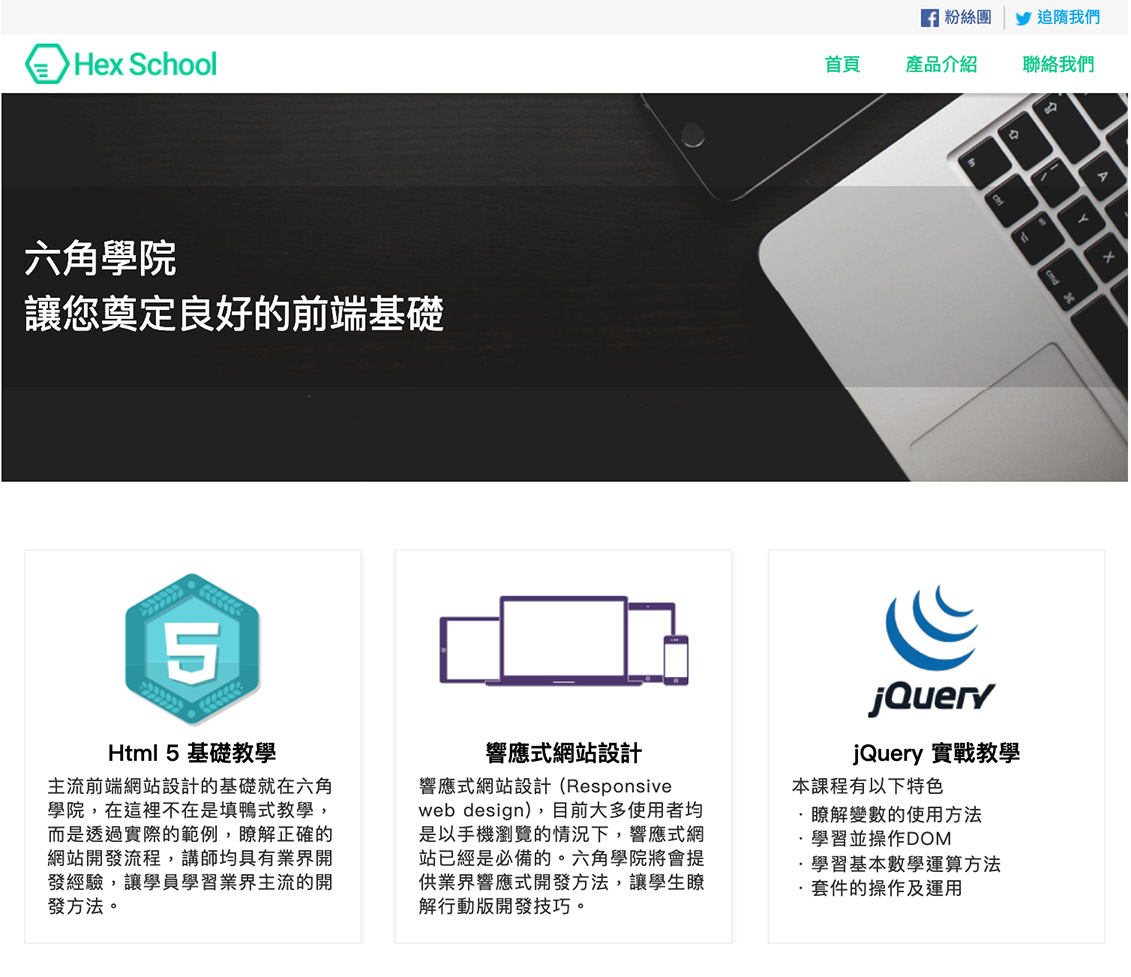 粉絲團 追隋我們
Hex School 首頁 產品介紹 聯絡我們
六角學院
讓您奠定良好的前端基礎
5
jQuery
Html 5 基礎教學
主流前端網站設計的基礎就在六角
學院，在這裡不在是填鴨式教學，
而是透過實際的範例，瞭解正確的
網站開發流程，講師均具有業界開
發經驗，讓學員學習業界主流的開
發方法。
響應式網站設計
響應式網站設計 (Responsive
web design)，目前大多使用者均
是以手機瀏覽的情況下，響應式網
站已經是必備的。六角學院將會提
供業界響應式開發方法，讓學生瞭
解行動版開發技巧。
jQuery 實戰教學
本課程有以下特色
· 瞭解變數的使用方法
· 學習並操作DOM
· 學習基本數學運算方法
· 套件的操作及運用